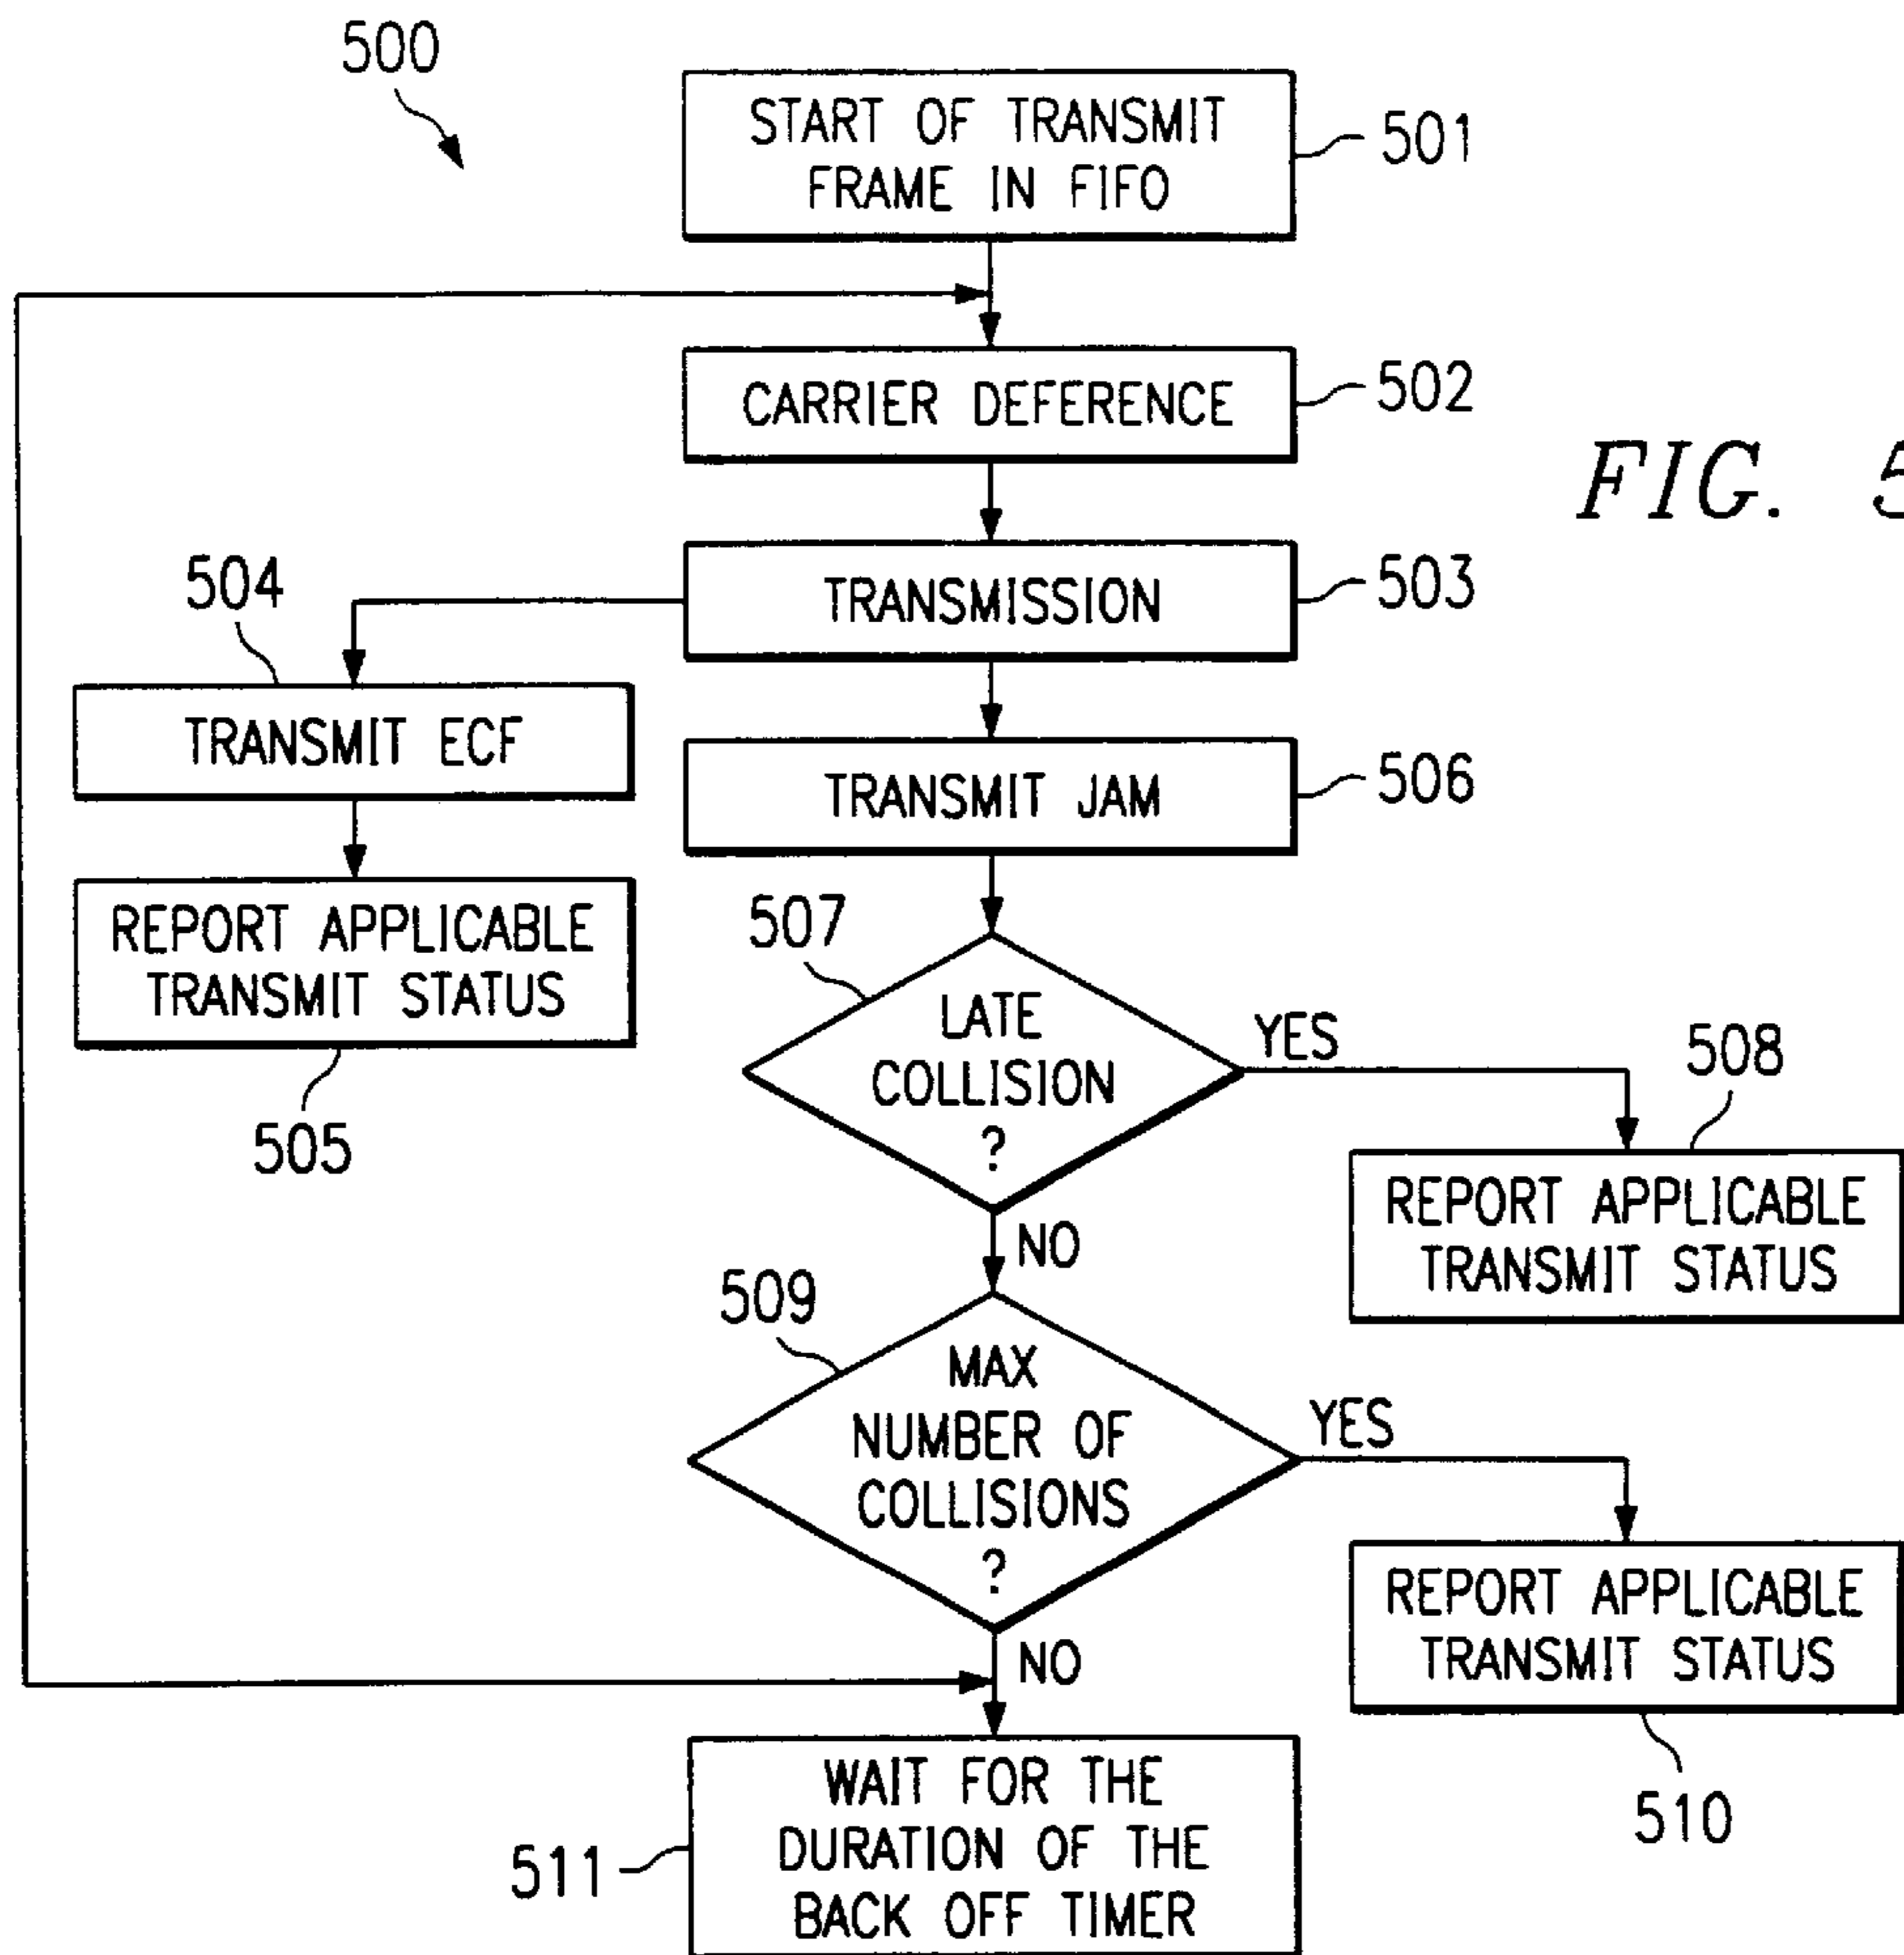 500
START OF TRANSMIT
FRAME IN FIFO
501
CARRIER DEFERENCE
502
FIG. 5
TRANSMISSION
503
504
TRANSMIT ECF
TRANSMIT JAM
506
REPORT APPLICABLE
TRANSMIT STATUS
505
507
LATE
COLLISION
?
YES
508
REPORT APPLICABLE
TRANSMIT STATUS
NO
509
MAX
NUMBER OF
COLLISIONS
?
YES
REPORT APPLICABLE
TRANSMIT STATUS
510
NO
WAIT FOR THE
DURATION OF THE
BACK OFF TIMER
511